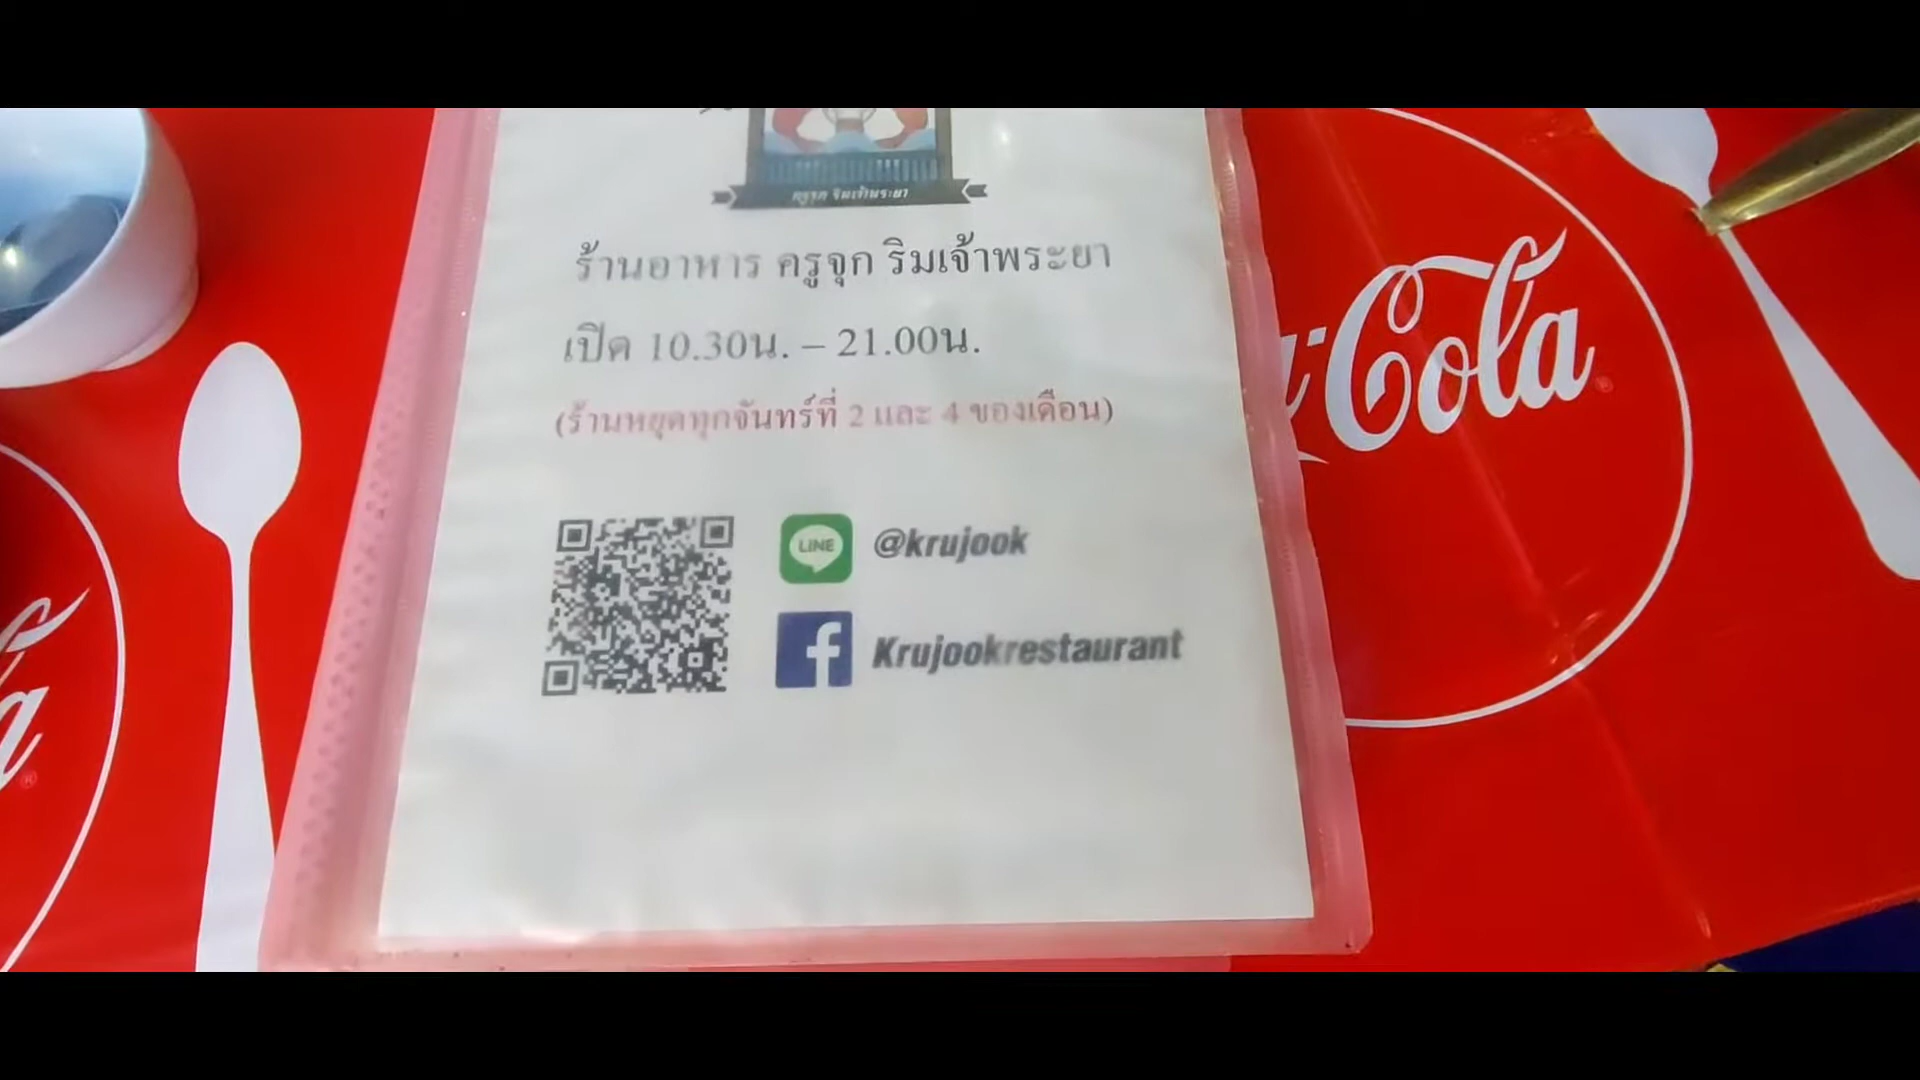 ครูจุก ริมเจ้าพระยา
ร้านอาหาร ครูจุก ริมเจ้าพระยา
เปิด 10.30น. – 21.00น.
(ร้านหยุดทุกจันทร์ที่ 2 และ 4 ของเดือน)
LINE @krujook
f Krujookrestaurant
Cola